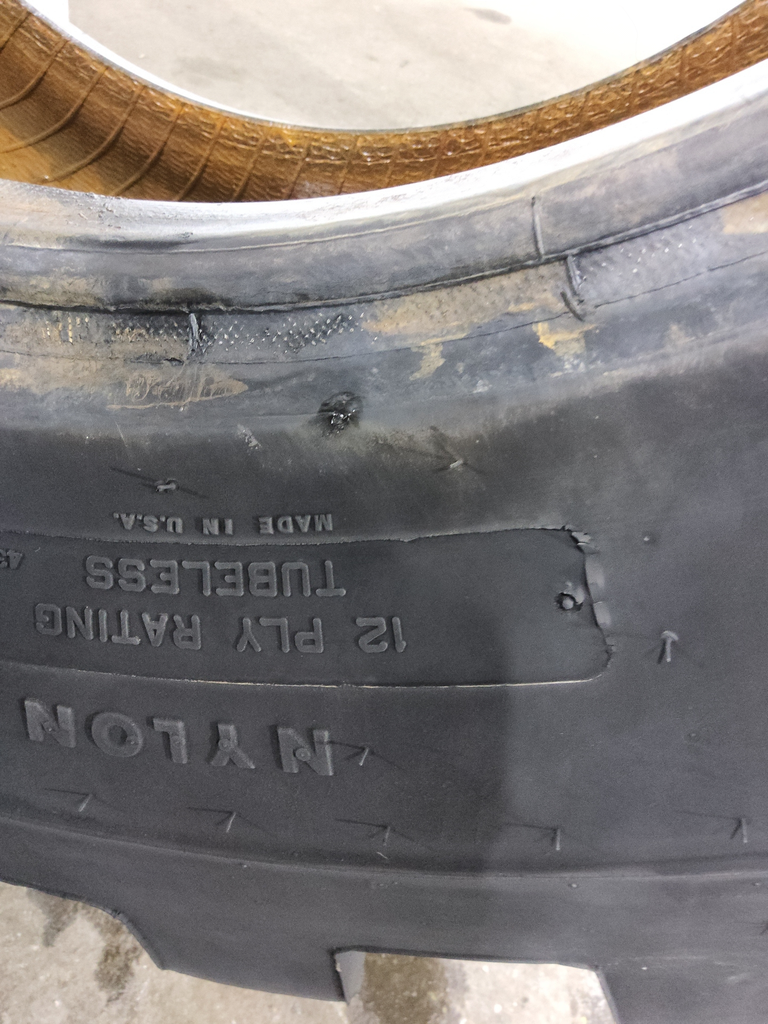 NYLON
12 PLY RATING
TUBELESS
MADE IN U.S.A.